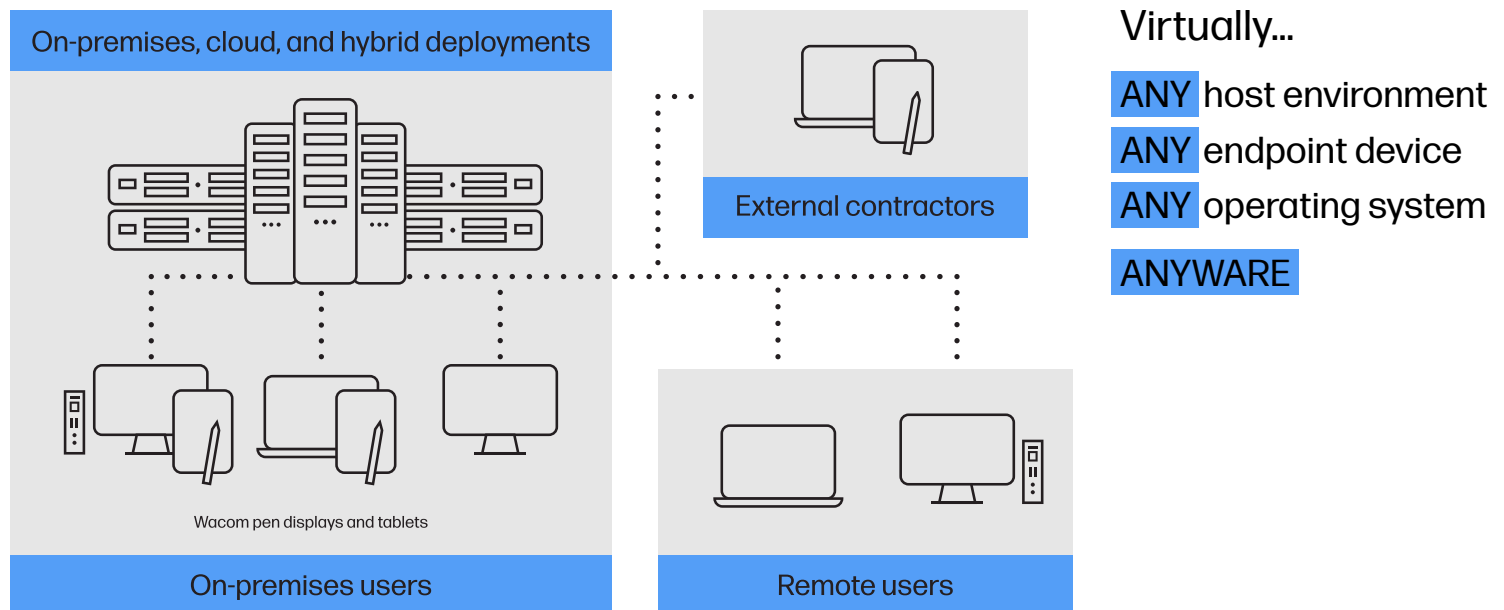 On-premises, cloud, and hybrid deployments
Wacom pen displays and tablets
On-premises users
External contractors
Remote users
Virtually...
ANY host environment
ANY endpoint device
ANY operating system
ANYWARE